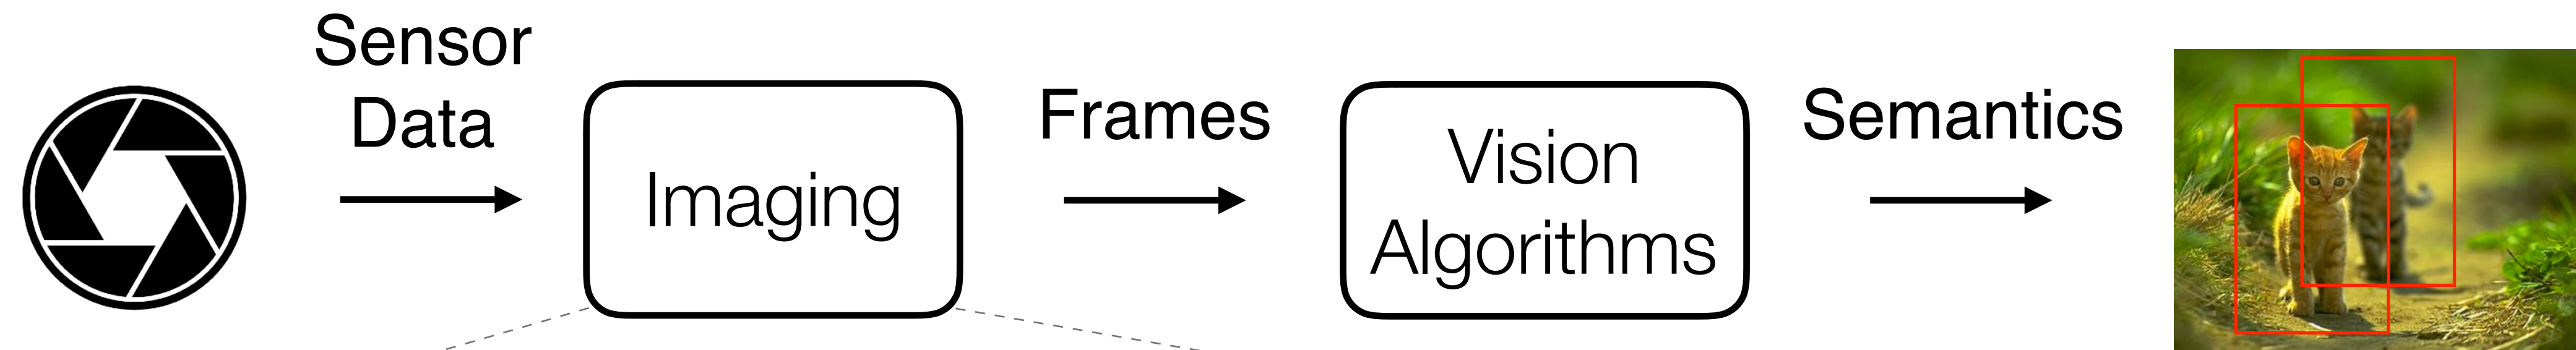 Sensor
Data
Imaging
Frames
Vision
Algorithms
Semantics